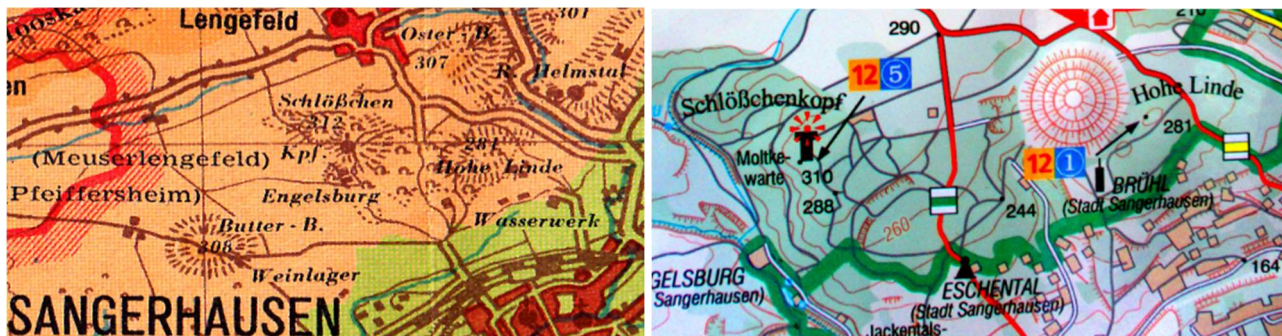 Lengefeld
Oster-B.
307
301
R. Helmstal
Schlößchen
312
Kpf.
281
Hohe Linde
(Meuserlengefeld)
(Pfeiffersheim)
Engelsburg
Butter-B.
308
Wasserwerk
Weinlager
SANGERHAUSEN
290
210
12 5
Schlößchenkopf
Hohe Linde
281
Moltke-
warte
310
12 1
288
BRÜHL
(Stadt Sangerhausen)
244
260
GELSBURG
Sangerhausen)
ESCHENTAL
(Stadt Sangerhausen)
164
Jackentals-